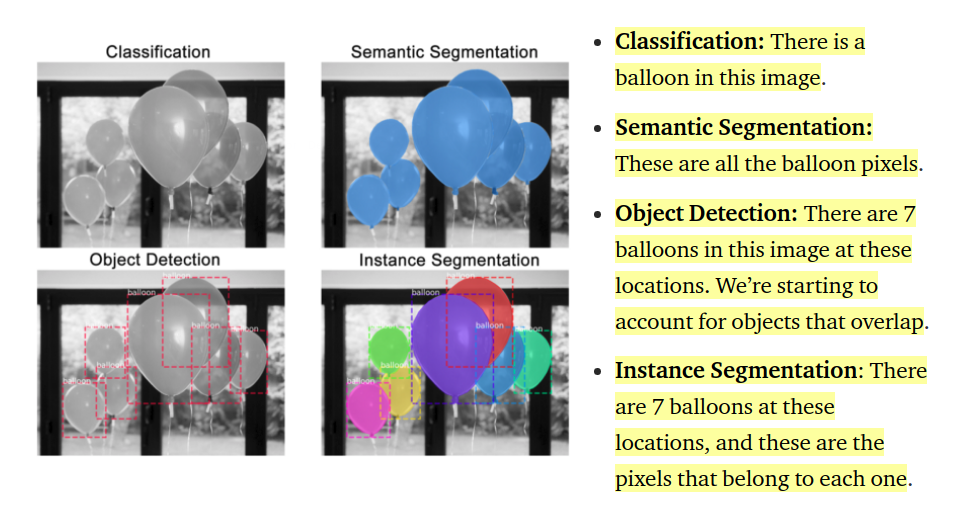 Classification
Semantic Segmentation
Object Detection
balloon
balloon
balloon
balloon
balloon
Instance Segmentation
balloon
balloon
balloon
balloon
• Classification: There is a
balloon in this image.
• Semantic Segmentation:
These are all the balloon pixels.
• Object Detection: There are 7
balloons in this image at these
locations. We’re starting to
account for objects that overlap.
• Instance Segmentation: There
are 7 balloons at these
locations, and these are the
pixels that belong to each one.